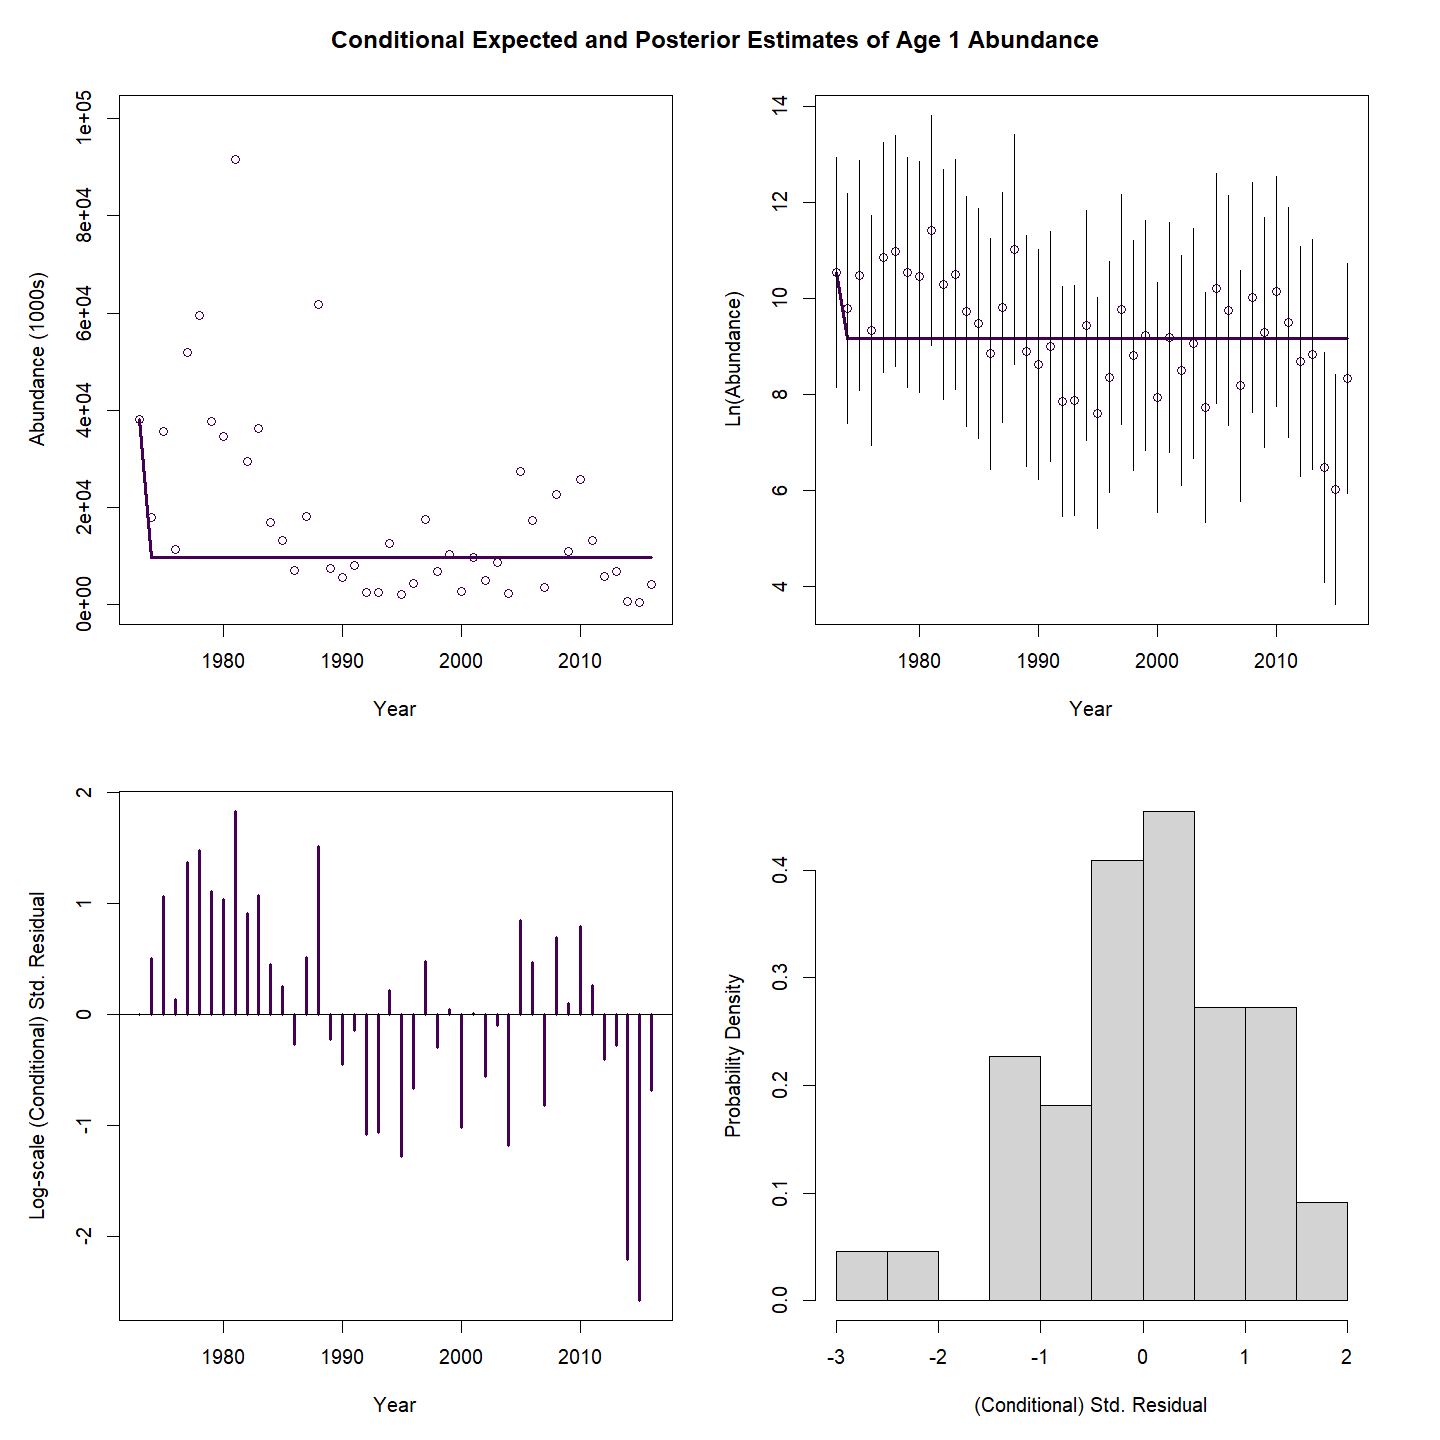 Conditional Expected and Posterior Estimates of Age 1 Abundance
Abundance (1000s)
1e+05
8e+04
6e+04
4e+04
2e+04
0e+00
1980 1990 2000 2010
Year
Ln(Abundance)
14
12
10
8
6
4
1980 1990 2000 2010
Year
Log-scale (Conditional) Std. Residual
2
1
0
-1
-2
1980 1990 2000 2010
Year
Probability Density
0.4
0.3
0.2
0.1
0.0
-3 -2 -1 0 1 2
(Conditional) Std. Residual